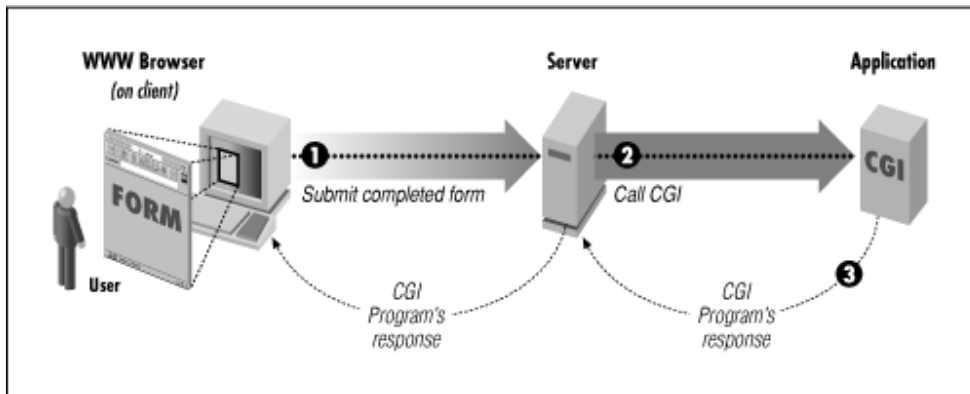 WWW Browser
(on client)
Server
Application
FORM
User
1
Submit completed form
2
Call CGI
CGI
3
CGI
Program's
response
CGI
Program's
response